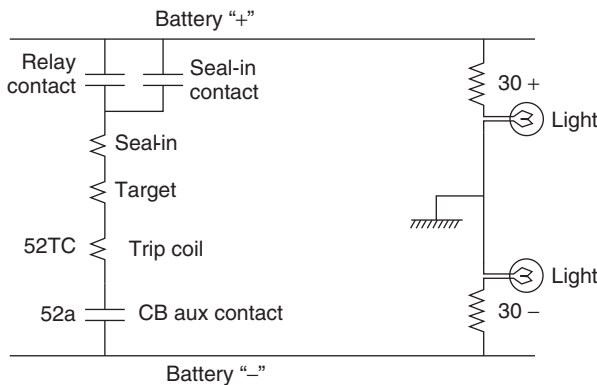 Battery “+”
Relay
contact
Seal-in
contact
30 +
Light
Seal-in
Target
52TC
Trip coil
52a
CB aux contact
Light
30 –
Battery “–”